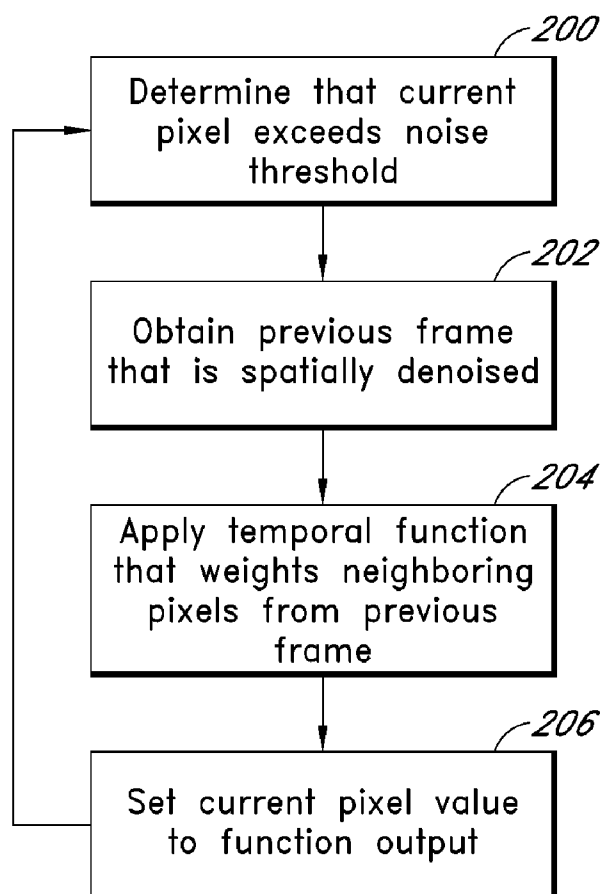 200
Determine that current
pixel exceeds noise
threshold
202
Obtain previous frame
that is spatially denoised
204
Apply temporal function
that weights neighboring
pixels from previous
frame
206
Set current pixel value
to function output